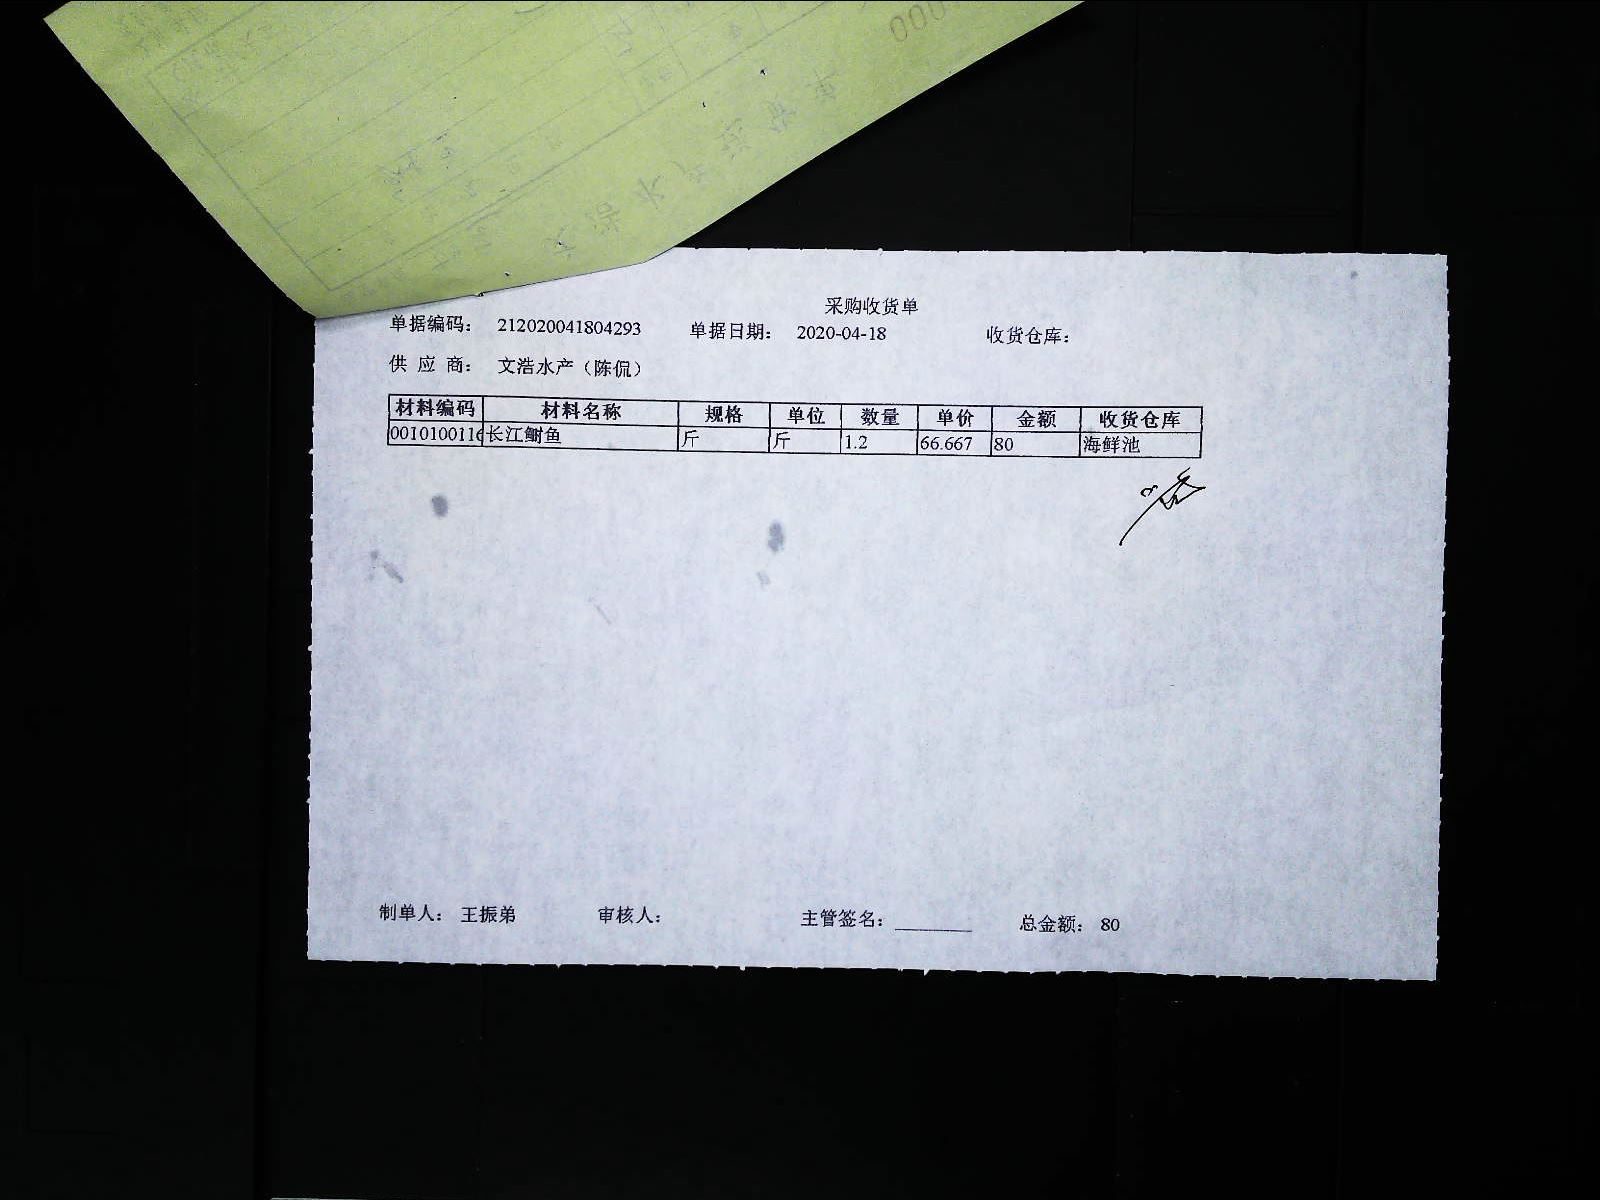 000
采购收货单
单据编码： 212020041804293 单据日期： 2020-04-18 收货仓库：
供 应 商： 文浩水产（陈侃）
材料编码 材料名称 规格 单位 数量 单价 金额 收货仓库
0010100116 长江鲥鱼 斤 斤 1.2 66.667 80 海鲜池
制单人： 王振弟 审核人： 主管签名：________ 总金额： 80